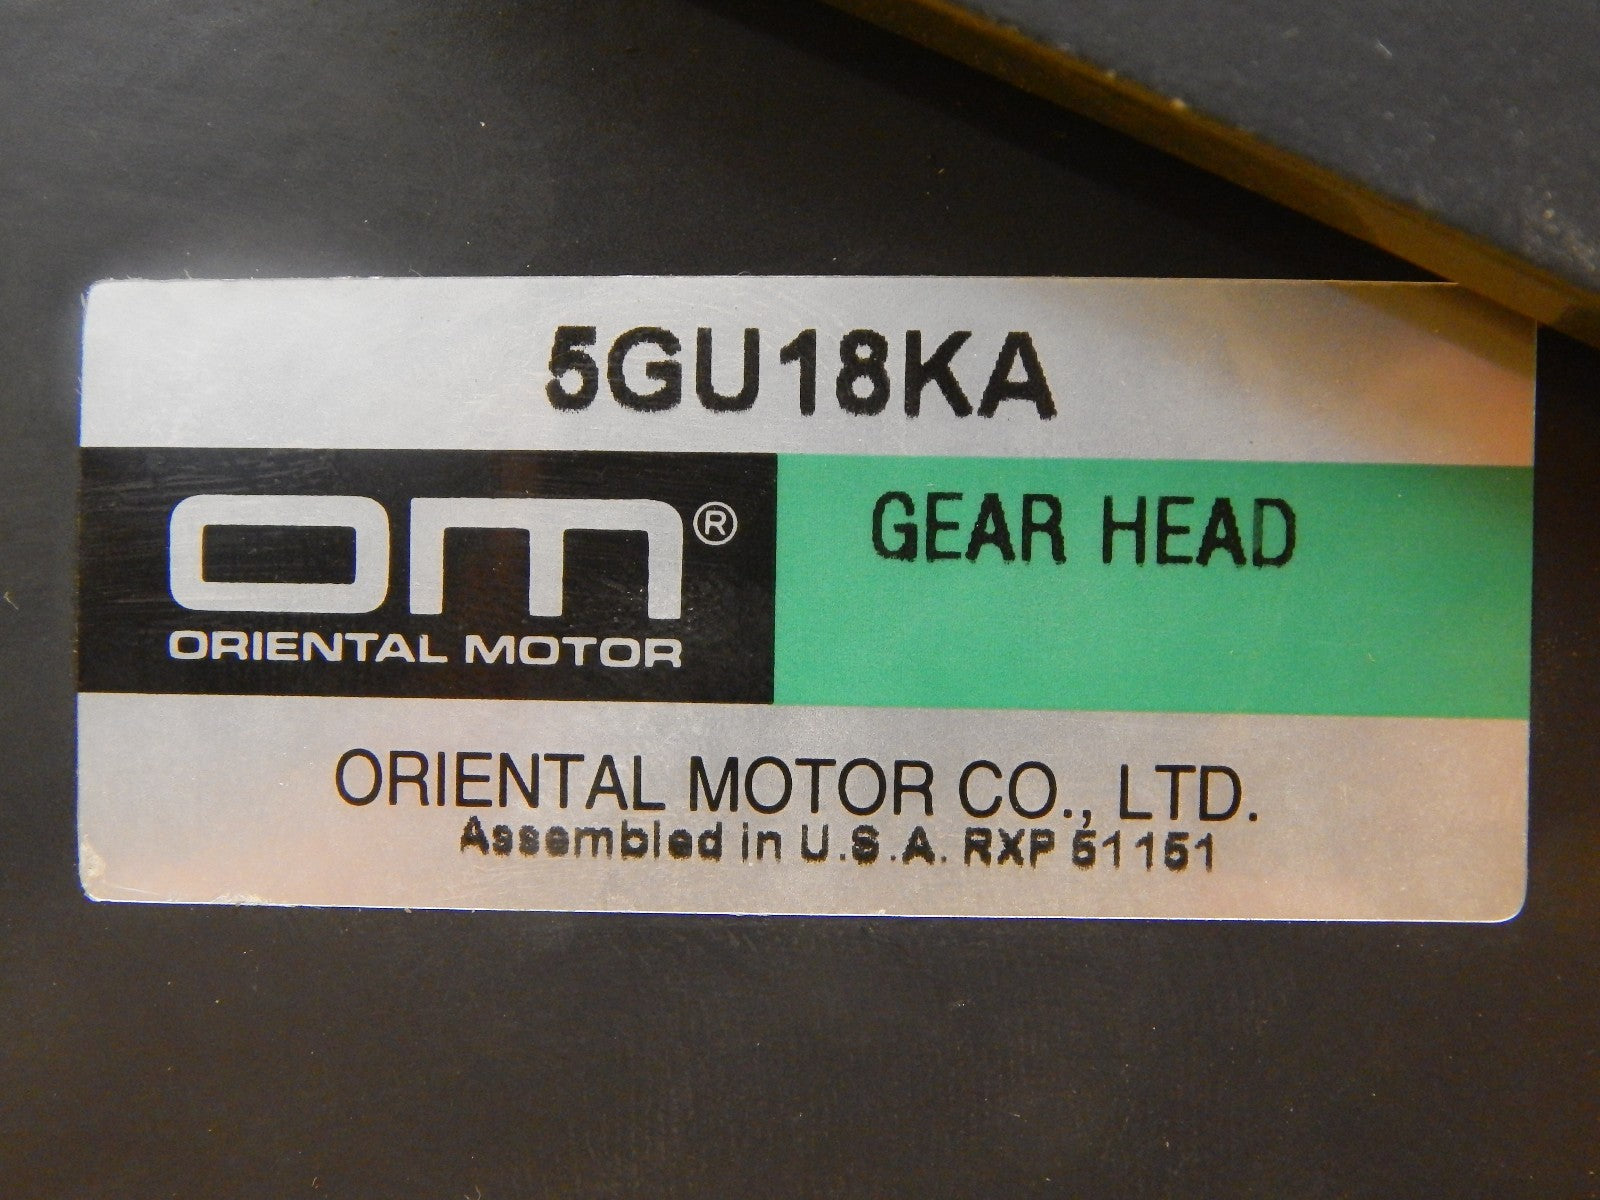 5GU18KA
om®
ORIENTAL MOTOR
GEAR HEAD
ORIENTAL MOTOR CO., LTD.
Assembled in U.S.A. RXP 51151